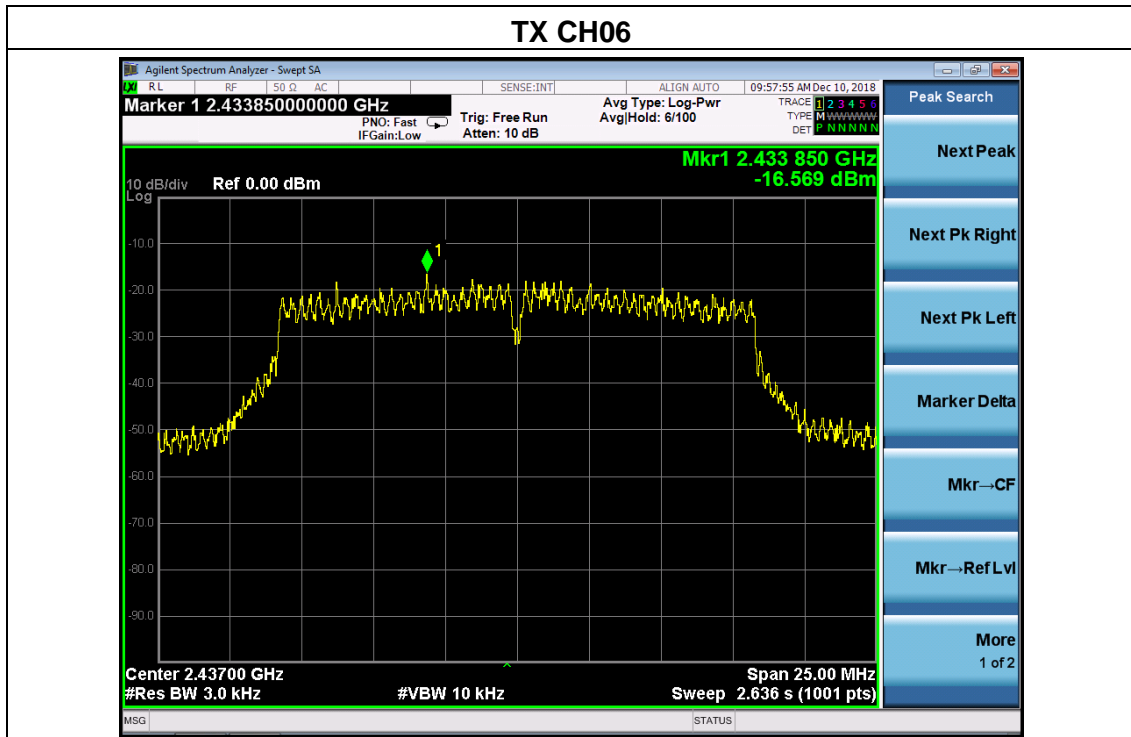 TX CH06
Agilent Spectrum Analyzer - Swept SA
LXI RL RF 50 Ω AC SENSE:INT ALIGN AUTO 09:57:55 AM Dec 10, 2018
Marker 1 2.433850000000 GHz
PNO: Fast
IFGain:Low
Trig: Free Run
Atten: 10 dB
Avg Type: Log-Pwr
Avg|Hold: 6/100
TRACE 1 2 3 4 5 6
TYPE M WWWWW
DET P N N N N N
Mkr1 2.433 850 GHz
-16.569 dBm
10 dB/div Ref 0.00 dBm
Log
1
-10.0
-20.0
-30.0
-40.0
-50.0
-60.0
-70.0
-80.0
-90.0
Center 2.43700 GHz Span 25.00 MHz
#Res BW 3.0 kHz #VBW 10 kHz Sweep 2.636 s (1001 pts)
MSG STATUS
Peak Search
Next Peak
Next Pk Right
Next Pk Left
Marker Delta
Mkr→CF
Mkr→Ref Lvl
More
1 of 2